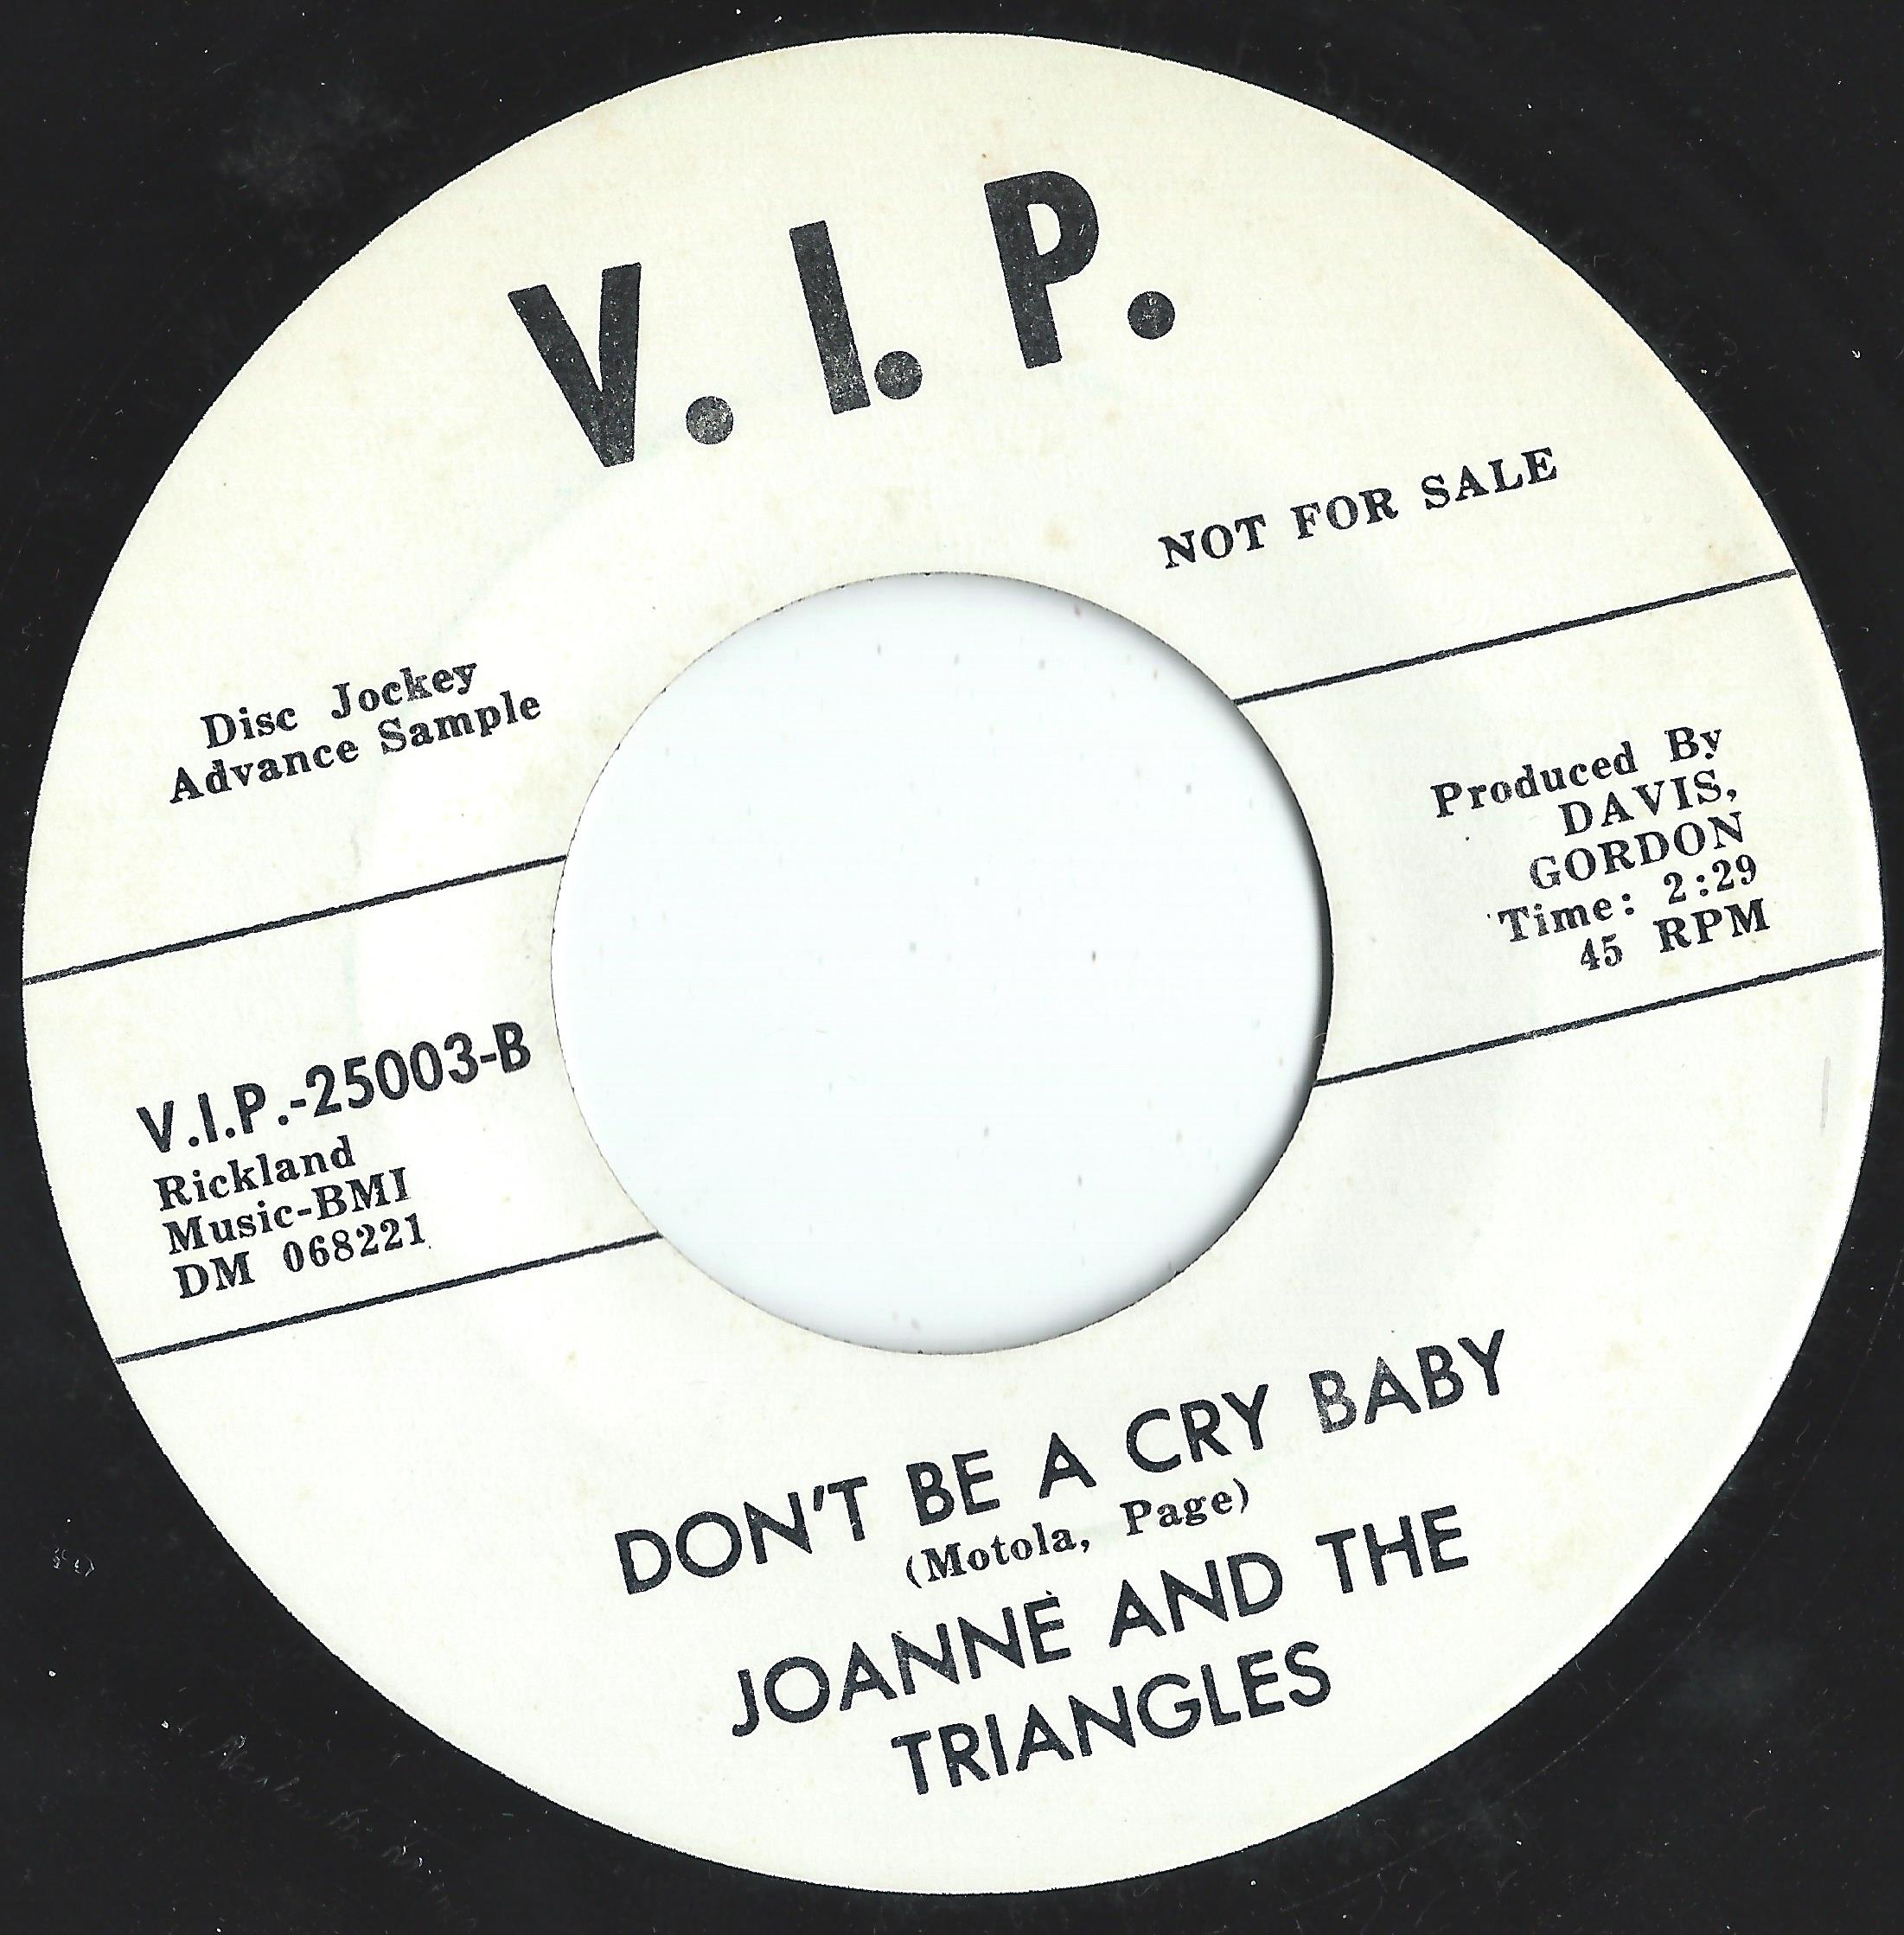 V.I.P.
NOT FOR SALE
Disc Jockey
Advance Sample
Produced By
DAVIS,
GORDON
Time: 2:29
45 RPM
V.I.P.-25003-B
Rickland
Music-BMI
DM 068221
DON'T BE A CRY BABY
(Motola, Page)
JOANNE AND THE
TRIANGLES